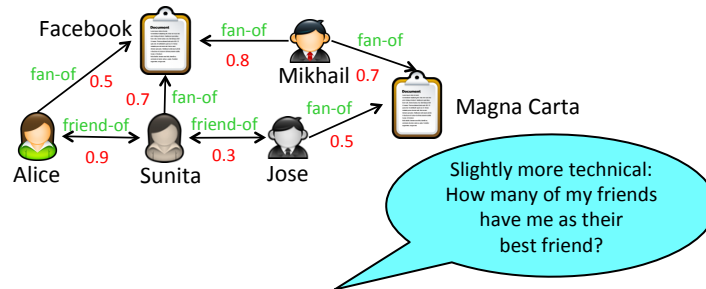 Facebook
fan-of
fan-of
0.8
Mikhail
0.7
fan-of
0.5
0.7
fan-of
fan-of
Magna Carta
friend-of
friend-of
0.5
0.9
0.3
Alice
Sunita
Jose
Document
Document
Slightly more technical:
How many of my friends
have me as their
best friend?